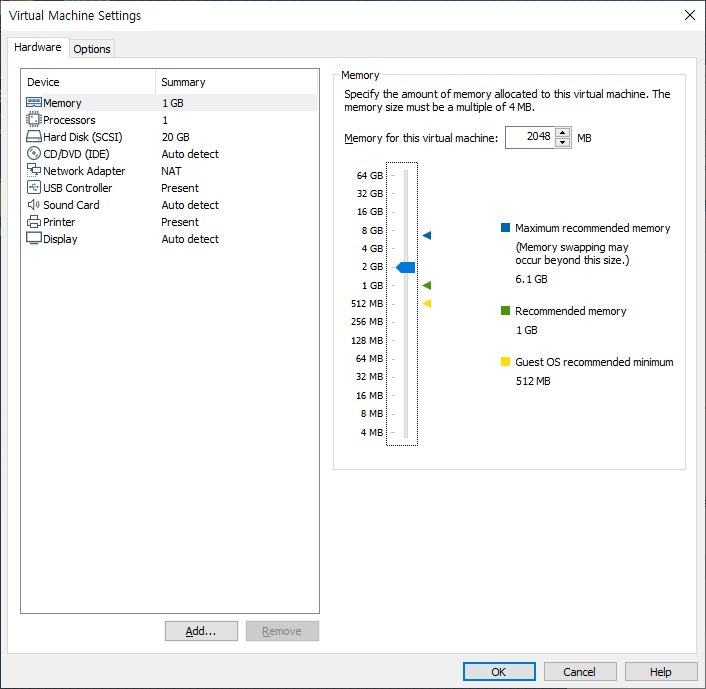 Virtual Machine Settings
Hardware Options
Device Summary
Memory 1 GB
Processors 1
Hard Disk (SCSI) 20 GB
CD/DVD (IDE) Auto detect
Network Adapter NAT
USB Controller Present
Sound Card Auto detect
Printer Present
Display Auto detect
Add... Remove
Memory
Specify the amount of memory allocated to this virtual machine. The
memory size must be a multiple of 4 MB.
Memory for this virtual machine: 2048 MB
64 GB
32 GB
16 GB
8 GB
4 GB
2 GB
1 GB
512 MB
256 MB
128 MB
64 MB
32 MB
16 MB
8 MB
4 MB
Maximum recommended memory
(Memory swapping may
occur beyond this size.)
6.1 GB
Recommended memory
1 GB
Guest OS recommended minimum
512 MB
OK Cancel Help